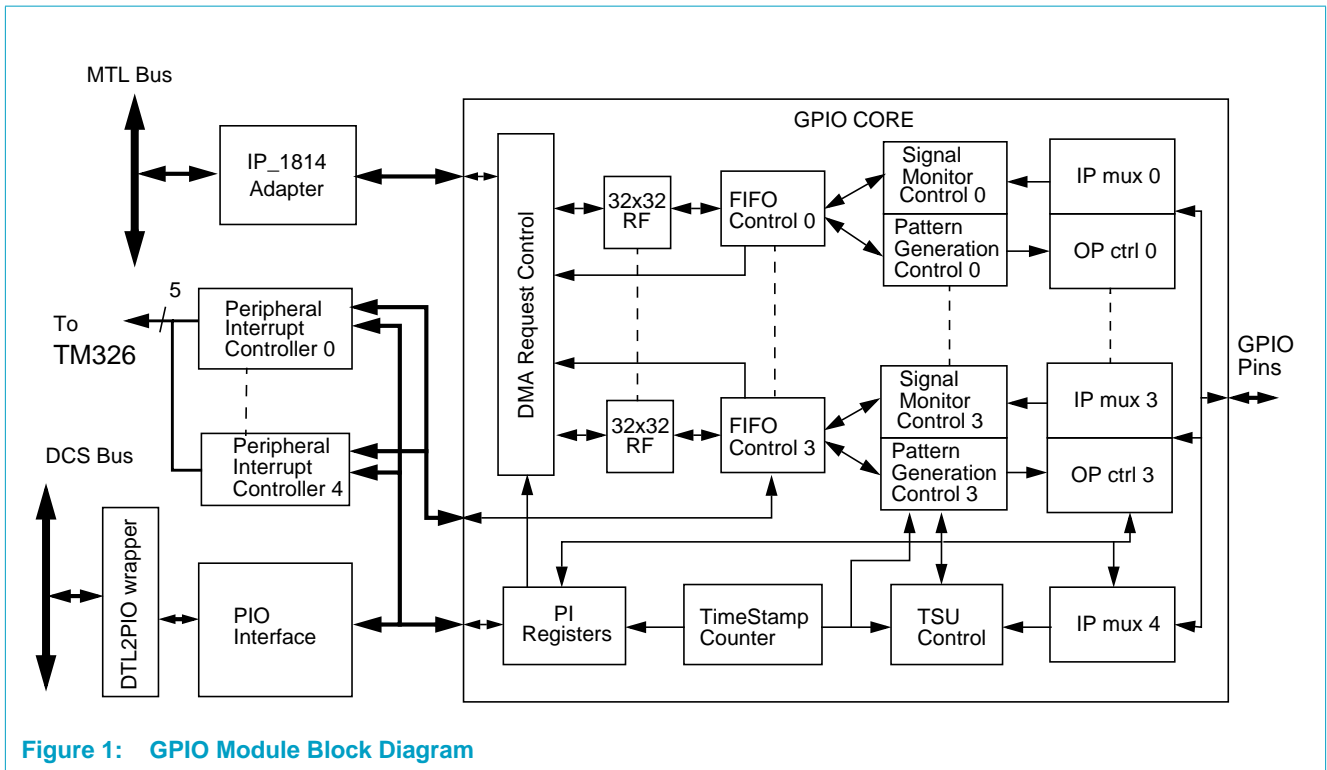 MTL Bus
IP_1814
Adapter
GPIO CORE
DMA Request Control
32x32
RF
FIFO
Control 0
Signal
Monitor
Control 0
Pattern
Generation
Control 0
IP mux 0
OP ctrl 0
5
To
TM326
Peripheral
Interrupt
Controller 0
Peripheral
Interrupt
Controller 4
32x32
RF
FIFO
Control 3
Signal
Monitor
Control 3
Pattern
Generation
Control 3
IP mux 3
OP ctrl 3
GPIO
Pins
DCS Bus
DTL2PIO wrapper
PIO
Interface
PI
Registers
TimeStamp
Counter
TSU
Control
IP mux 4
Figure 1: GPIO Module Block Diagram